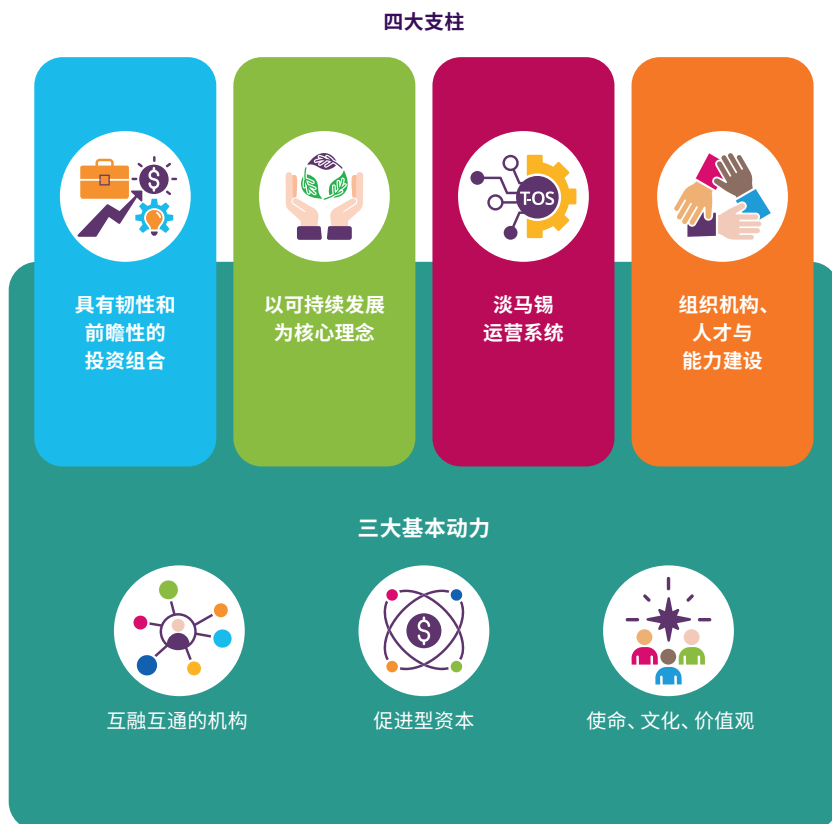 四大支柱
具有韧性和
前瞻性的
投资组合
以可持续发展
为核心理念
T-OS
淡马锡
运营系统
组织机构、
人才与
能力建设
三大基本动力
互融互通的机构
促进型资本
使命、文化、价值观